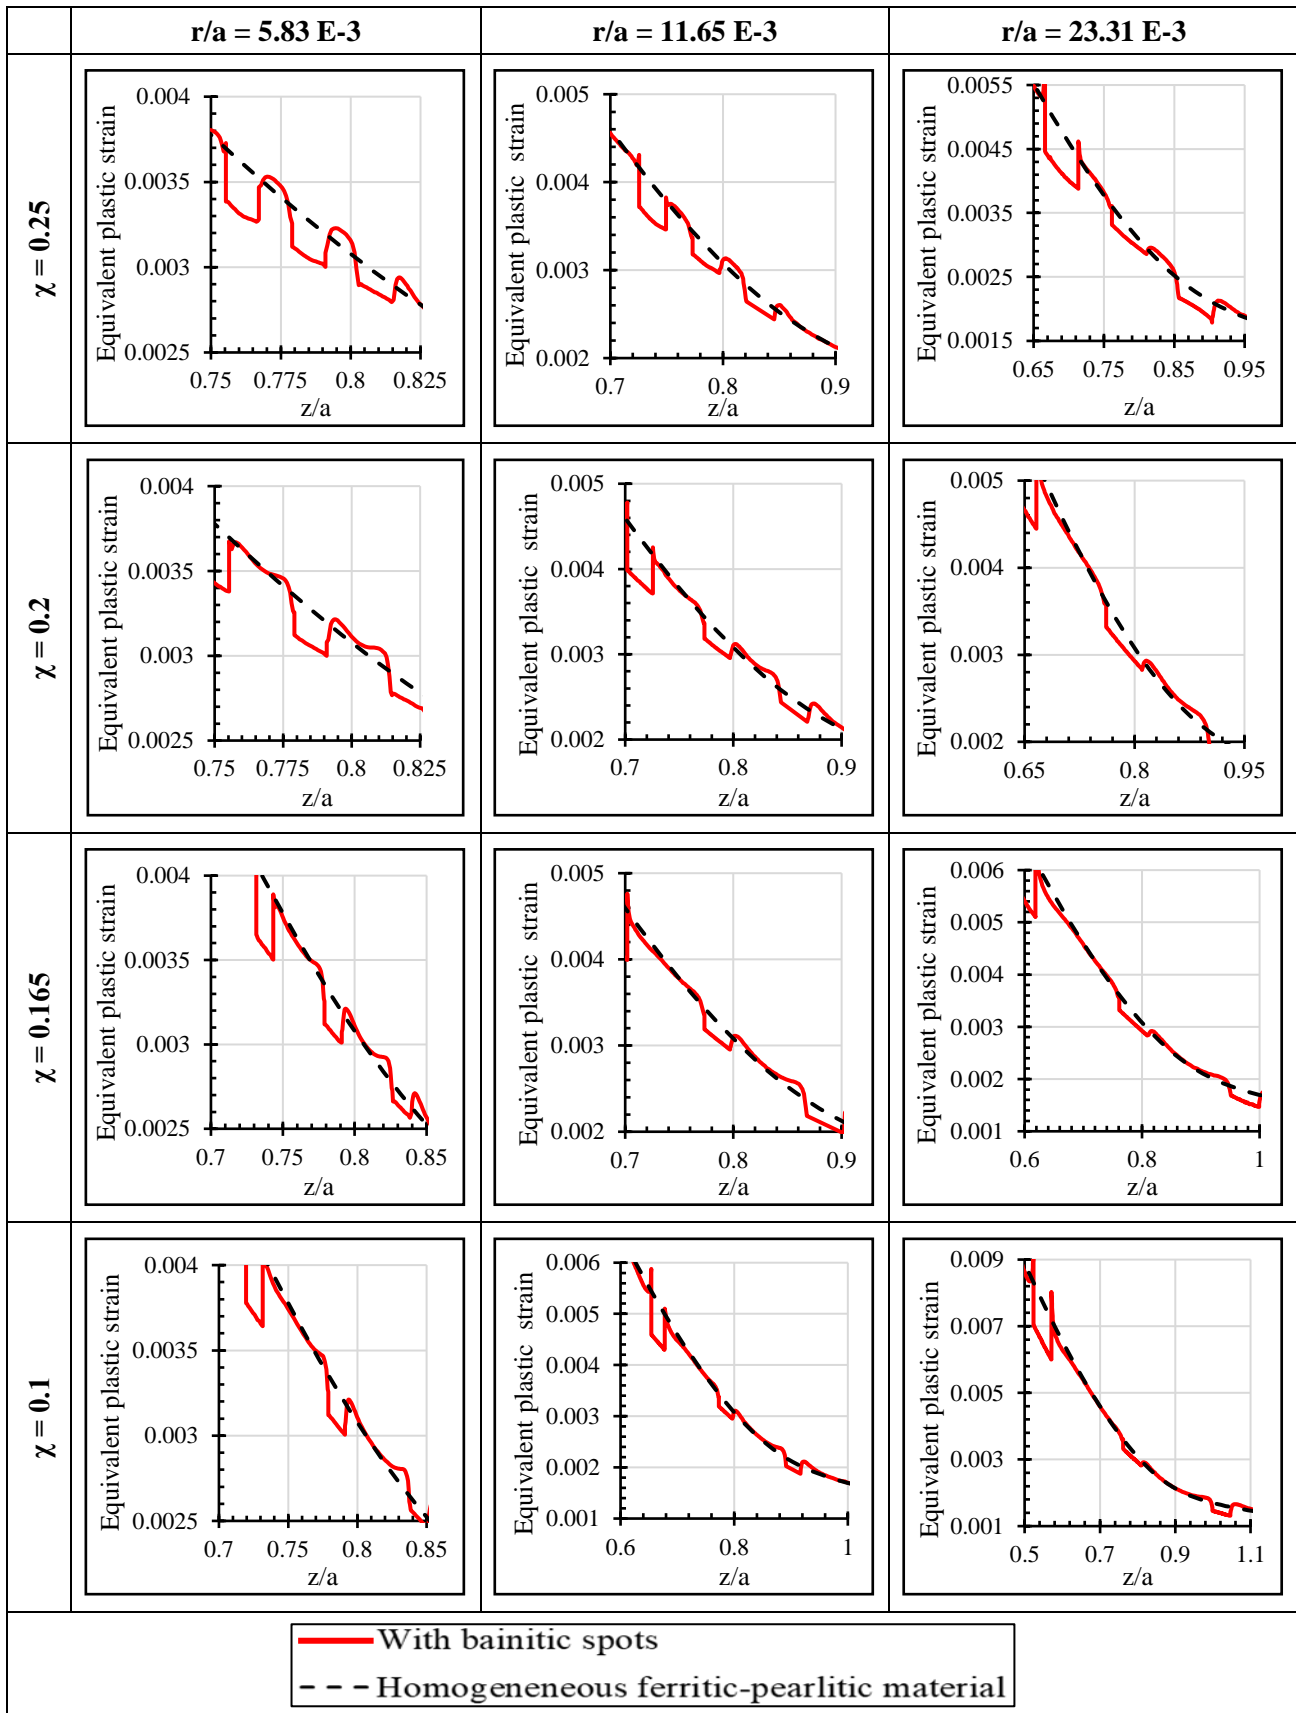 r/a = 5.83 E-3
r/a = 11.65 E-3
r/a = 23.31 E-3
χ = 0.25
Equivalent plastic strain
0.004
0.0035
0.003
0.0025
0.75 0.775 0.8 0.825
z/a
Equivalent plastic strain
0.005
0.004
0.003
0.002
0.7 0.8 0.9
z/a
Equivalent plastic strain
0.0055
0.0045
0.0035
0.0025
0.0015
0.65 0.75 0.85 0.95
z/a
χ = 0.2
Equivalent plastic strain
0.004
0.0035
0.003
0.0025
0.75 0.775 0.8 0.825
z/a
Equivalent plastic strain
0.005
0.004
0.003
0.002
0.7 0.8 0.9
z/a
Equivalent plastic strain
0.005
0.004
0.003
0.002
0.65 0.8 0.95
z/a
χ = 0.165
Equivalent plastic strain
0.004
0.0035
0.003
0.0025
0.7 0.75 0.8 0.85
z/a
Equivalent plastic strain
0.005
0.004
0.003
0.002
0.7 0.8 0.9
z/a
Equivalent plastic strain
0.006
0.005
0.004
0.003
0.002
0.001
0.6 0.8 1
z/a
χ = 0.1
Equivalent plastic strain
0.004
0.0035
0.003
0.0025
0.7 0.75 0.8 0.85
z/a
Equivalent plastic strain
0.006
0.005
0.004
0.003
0.002
0.001
0.6 0.8 1
z/a
Equivalent plastic strain
0.009
0.007
0.005
0.003
0.001
0.5 0.7 0.9 1.1
z/a
With bainitic spots
Homogeneneous ferritic-pearlitic material